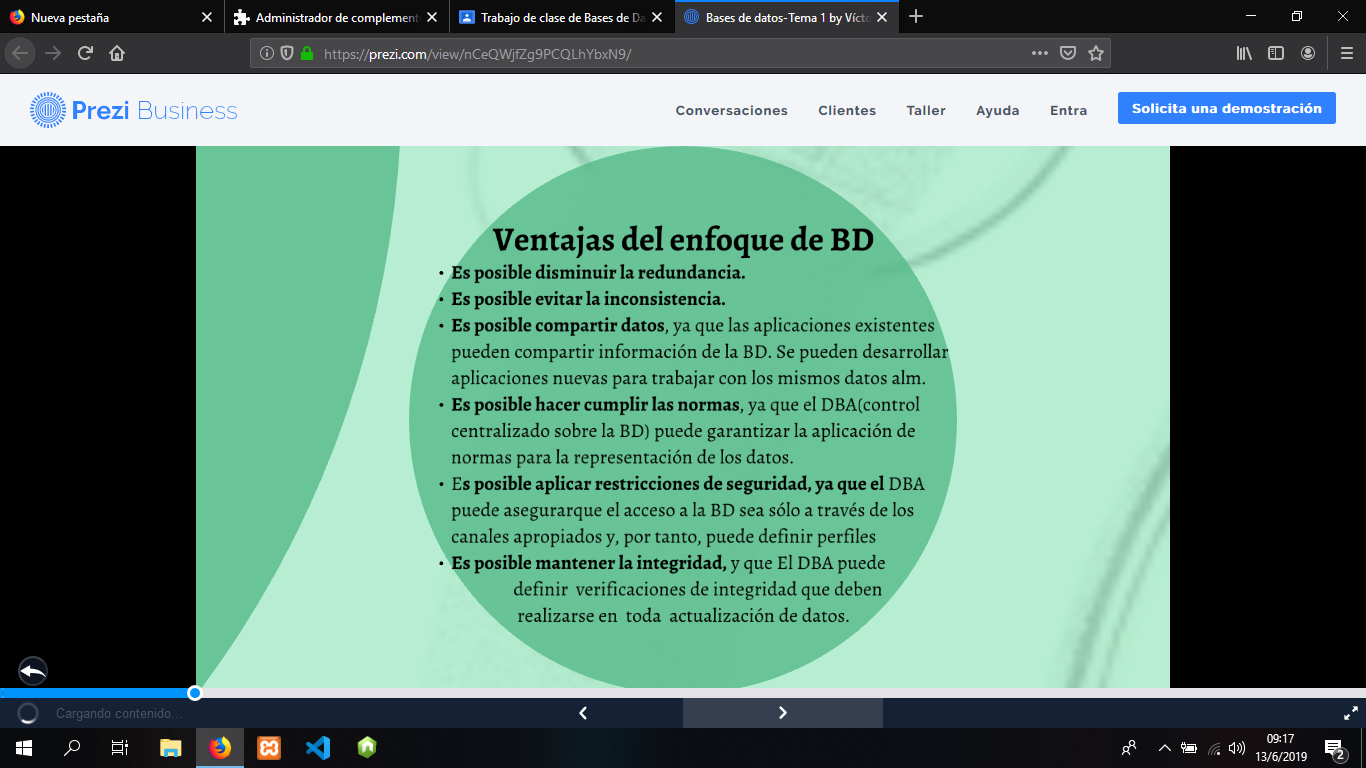 Nueva pestaña
Administrador de complement
Trabajo de clase de Bases de Da
Bases de datos-Tema 1 by Vícto
https://prezi.com/view/nCeQWjfZg9PCQLhYbxN9/
Prezi Business
Conversaciones
Clientes
Taller
Ayuda
Entra
Solicita una demostración
Ventajas del enfoque de BD
• Es posible disminuir la redundancia.
• Es posible evitar la inconsistencia.
• Es posible compartir datos, ya que las aplicaciones existentes
pueden compartir información de la BD. Se pueden desarrollar
aplicaciones nuevas para trabajar con los mismos datos alm.
• Es posible hacer cumplir las normas, ya que el DBA(control
centralizado sobre la BD) puede garantizar la aplicación de
normas para la representación de los datos.
• Es posible aplicar restricciones de seguridad, ya que el DBA
puede asegurarque el acceso a la BD sea sólo a través de los
canales apropiados y, por tanto, puede definir perfiles
• Es posible mantener la integridad, y que El DBA puede
definir verificaciones de integridad que deben
realizarse en toda actualización de datos.
Cargando contenido...
09:17
13/6/2019
2